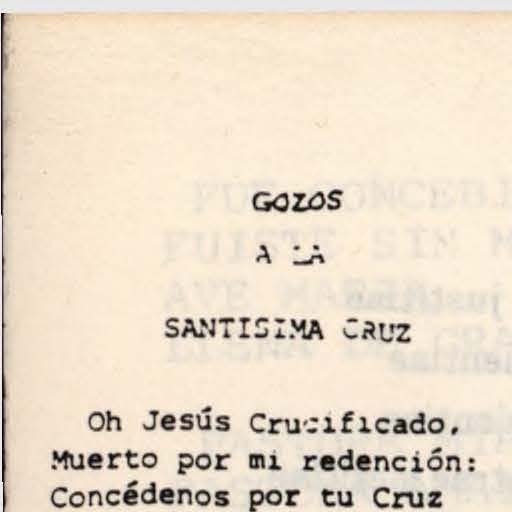 GOZOS
A LA
SANTISIMA CRUZ
Oh Jesús Crucificado,
Muerto por mi redención:
Concédenos por tu Cruz